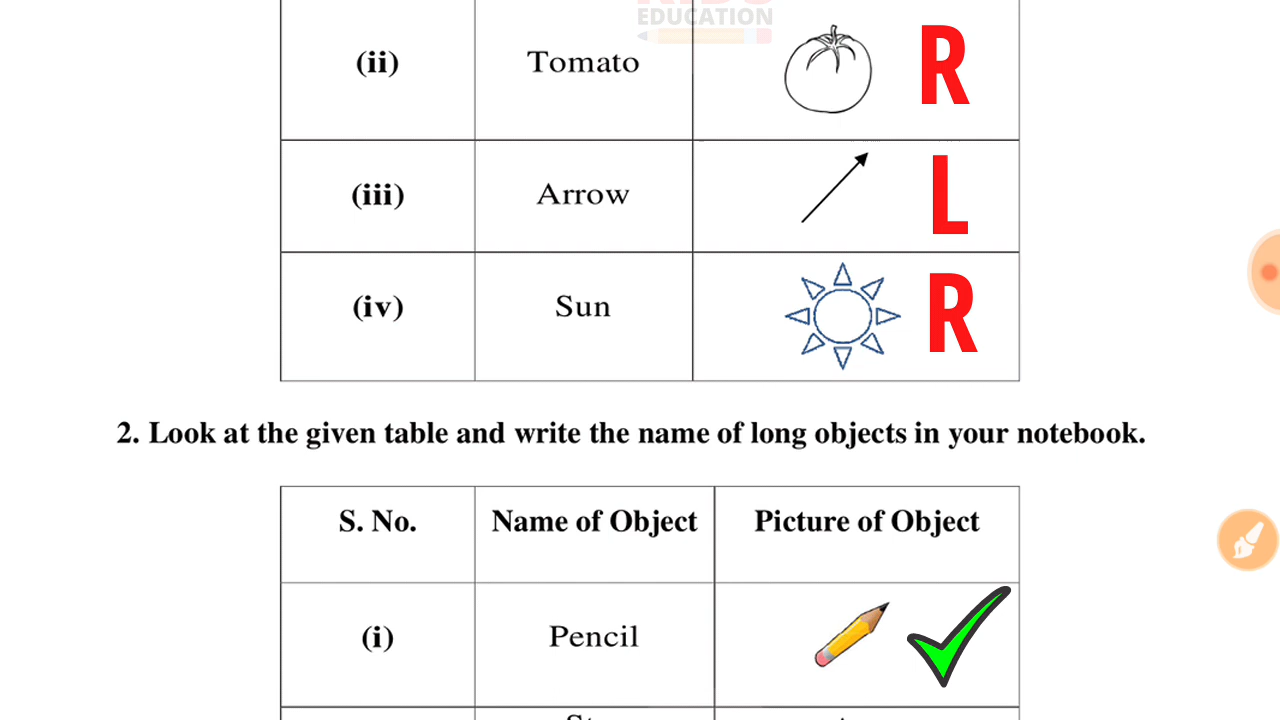 EDUCATION
(ii) Tomato R
(iii) Arrow L
(iv) Sun R
2. Look at the given table and write the name of long objects in your notebook.
S. No. Name of Object Picture of Object
(i) Pencil